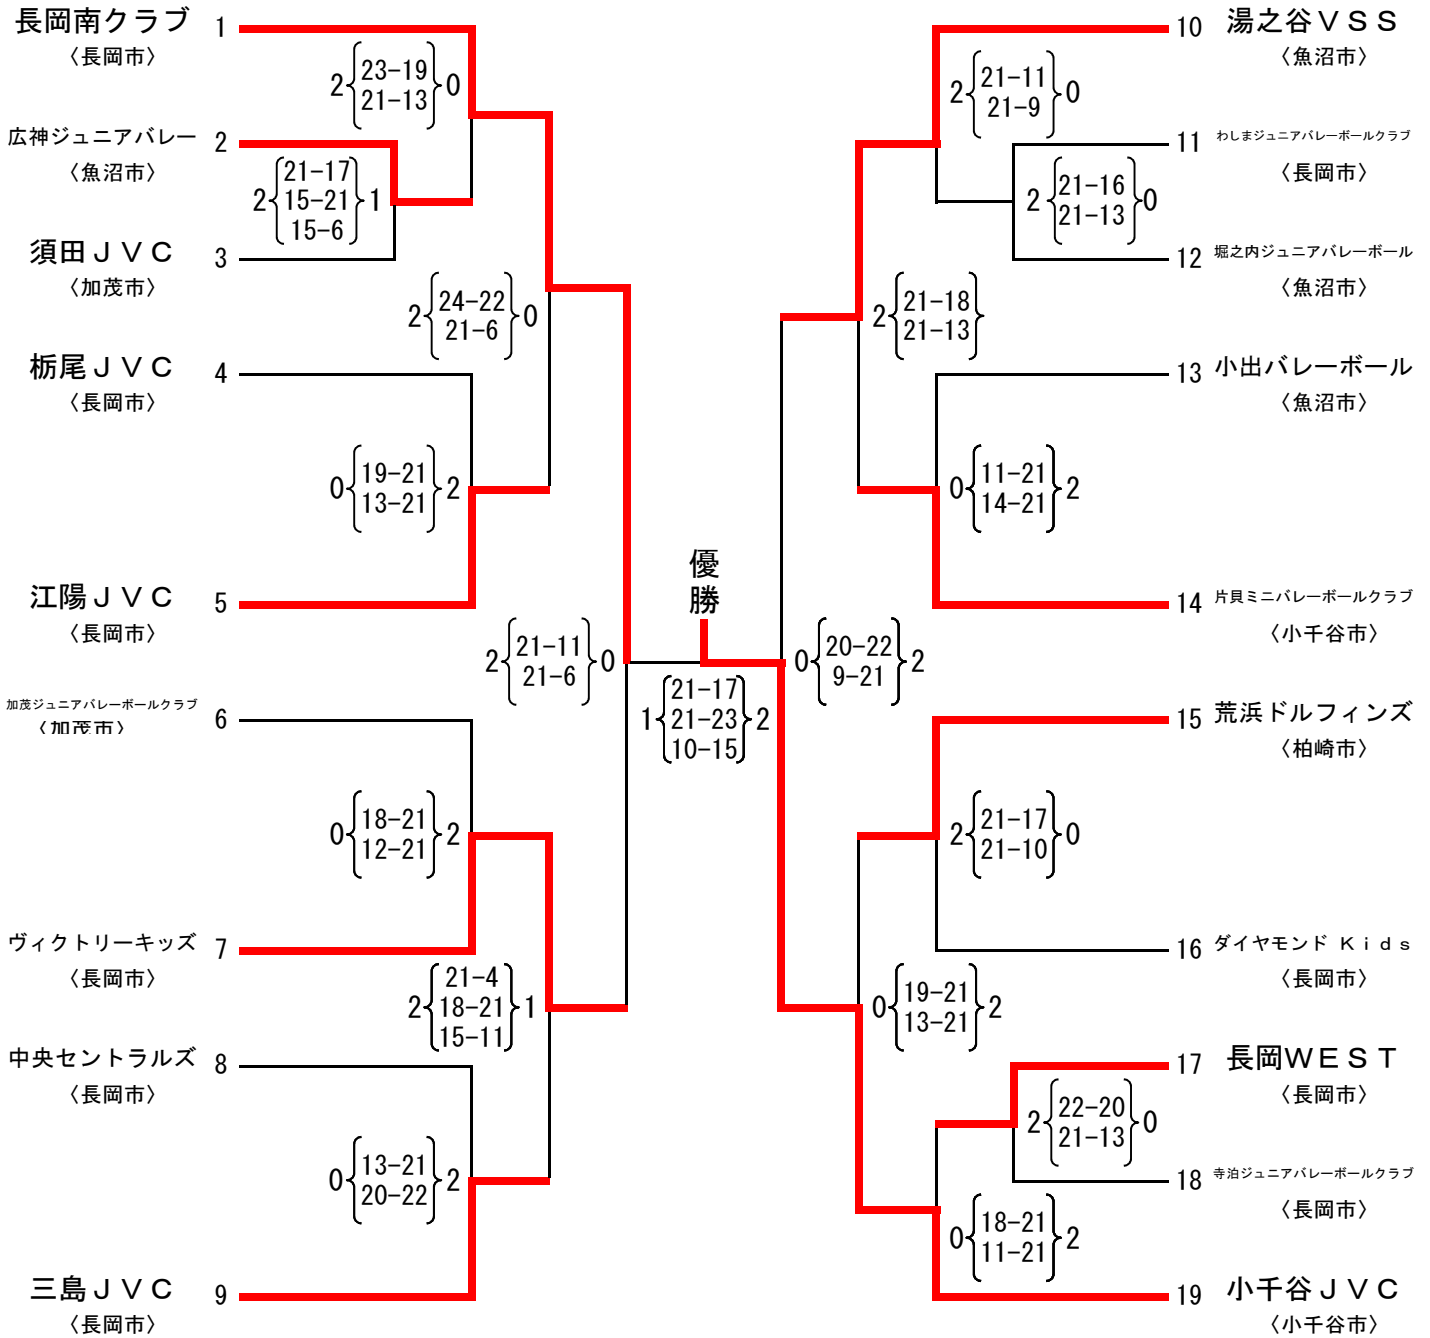 長岡南クラブ 1
〈長岡市〉
2 23-19 0
21-13
広神ジュニアバレー 2
〈魚沼市〉
21-17
2 15-21 1
15-6
須田ＪＶＣ 3
〈加茂市〉
2 24-22 0
21-6
栃尾ＪＶＣ 4
〈長岡市〉
0 19-21 2
13-21
江陽ＪＶＣ 5
〈長岡市〉
2 21-11 0
21-6
加茂ジュニアバレーボールクラブ 6
〈加茂市〉
0 18-21 2
12-21
ヴィクトリーキッズ 7
〈長岡市〉
21-4
2 18-21 1
15-11
中央セントラルズ 8
〈長岡市〉
0 13-21 2
20-22
三島ＪＶＣ 9
〈長岡市〉
優
勝
21-17
1 21-23 2
10-15
10 湯之谷ＶＳＳ
〈魚沼市〉
2 21-11 0
21-9
11 わしまジュニアバレーボールクラブ
〈長岡市〉
2 21-16 0
21-13
12 堀之内ジュニアバレーボール
〈魚沼市〉
2 21-18
21-13
13 小出バレーボール
〈魚沼市〉
0 11-21 2
14-21
14 片貝ミニバレーボールクラブ
〈小千谷市〉
0 20-22 2
9-21
15 荒浜ドルフィンズ
〈柏崎市〉
2 21-17 0
21-10
16 ダイヤモンド Ｋｉｄｓ
〈長岡市〉
0 19-21 2
13-21
17 長岡ＷＥＳＴ
〈長岡市〉
2 22-20 0
21-13
18 寺泊ジュニアバレーボールクラブ
〈長岡市〉
0 18-21 2
11-21
19 小千谷ＪＶＣ
〈小千谷市〉